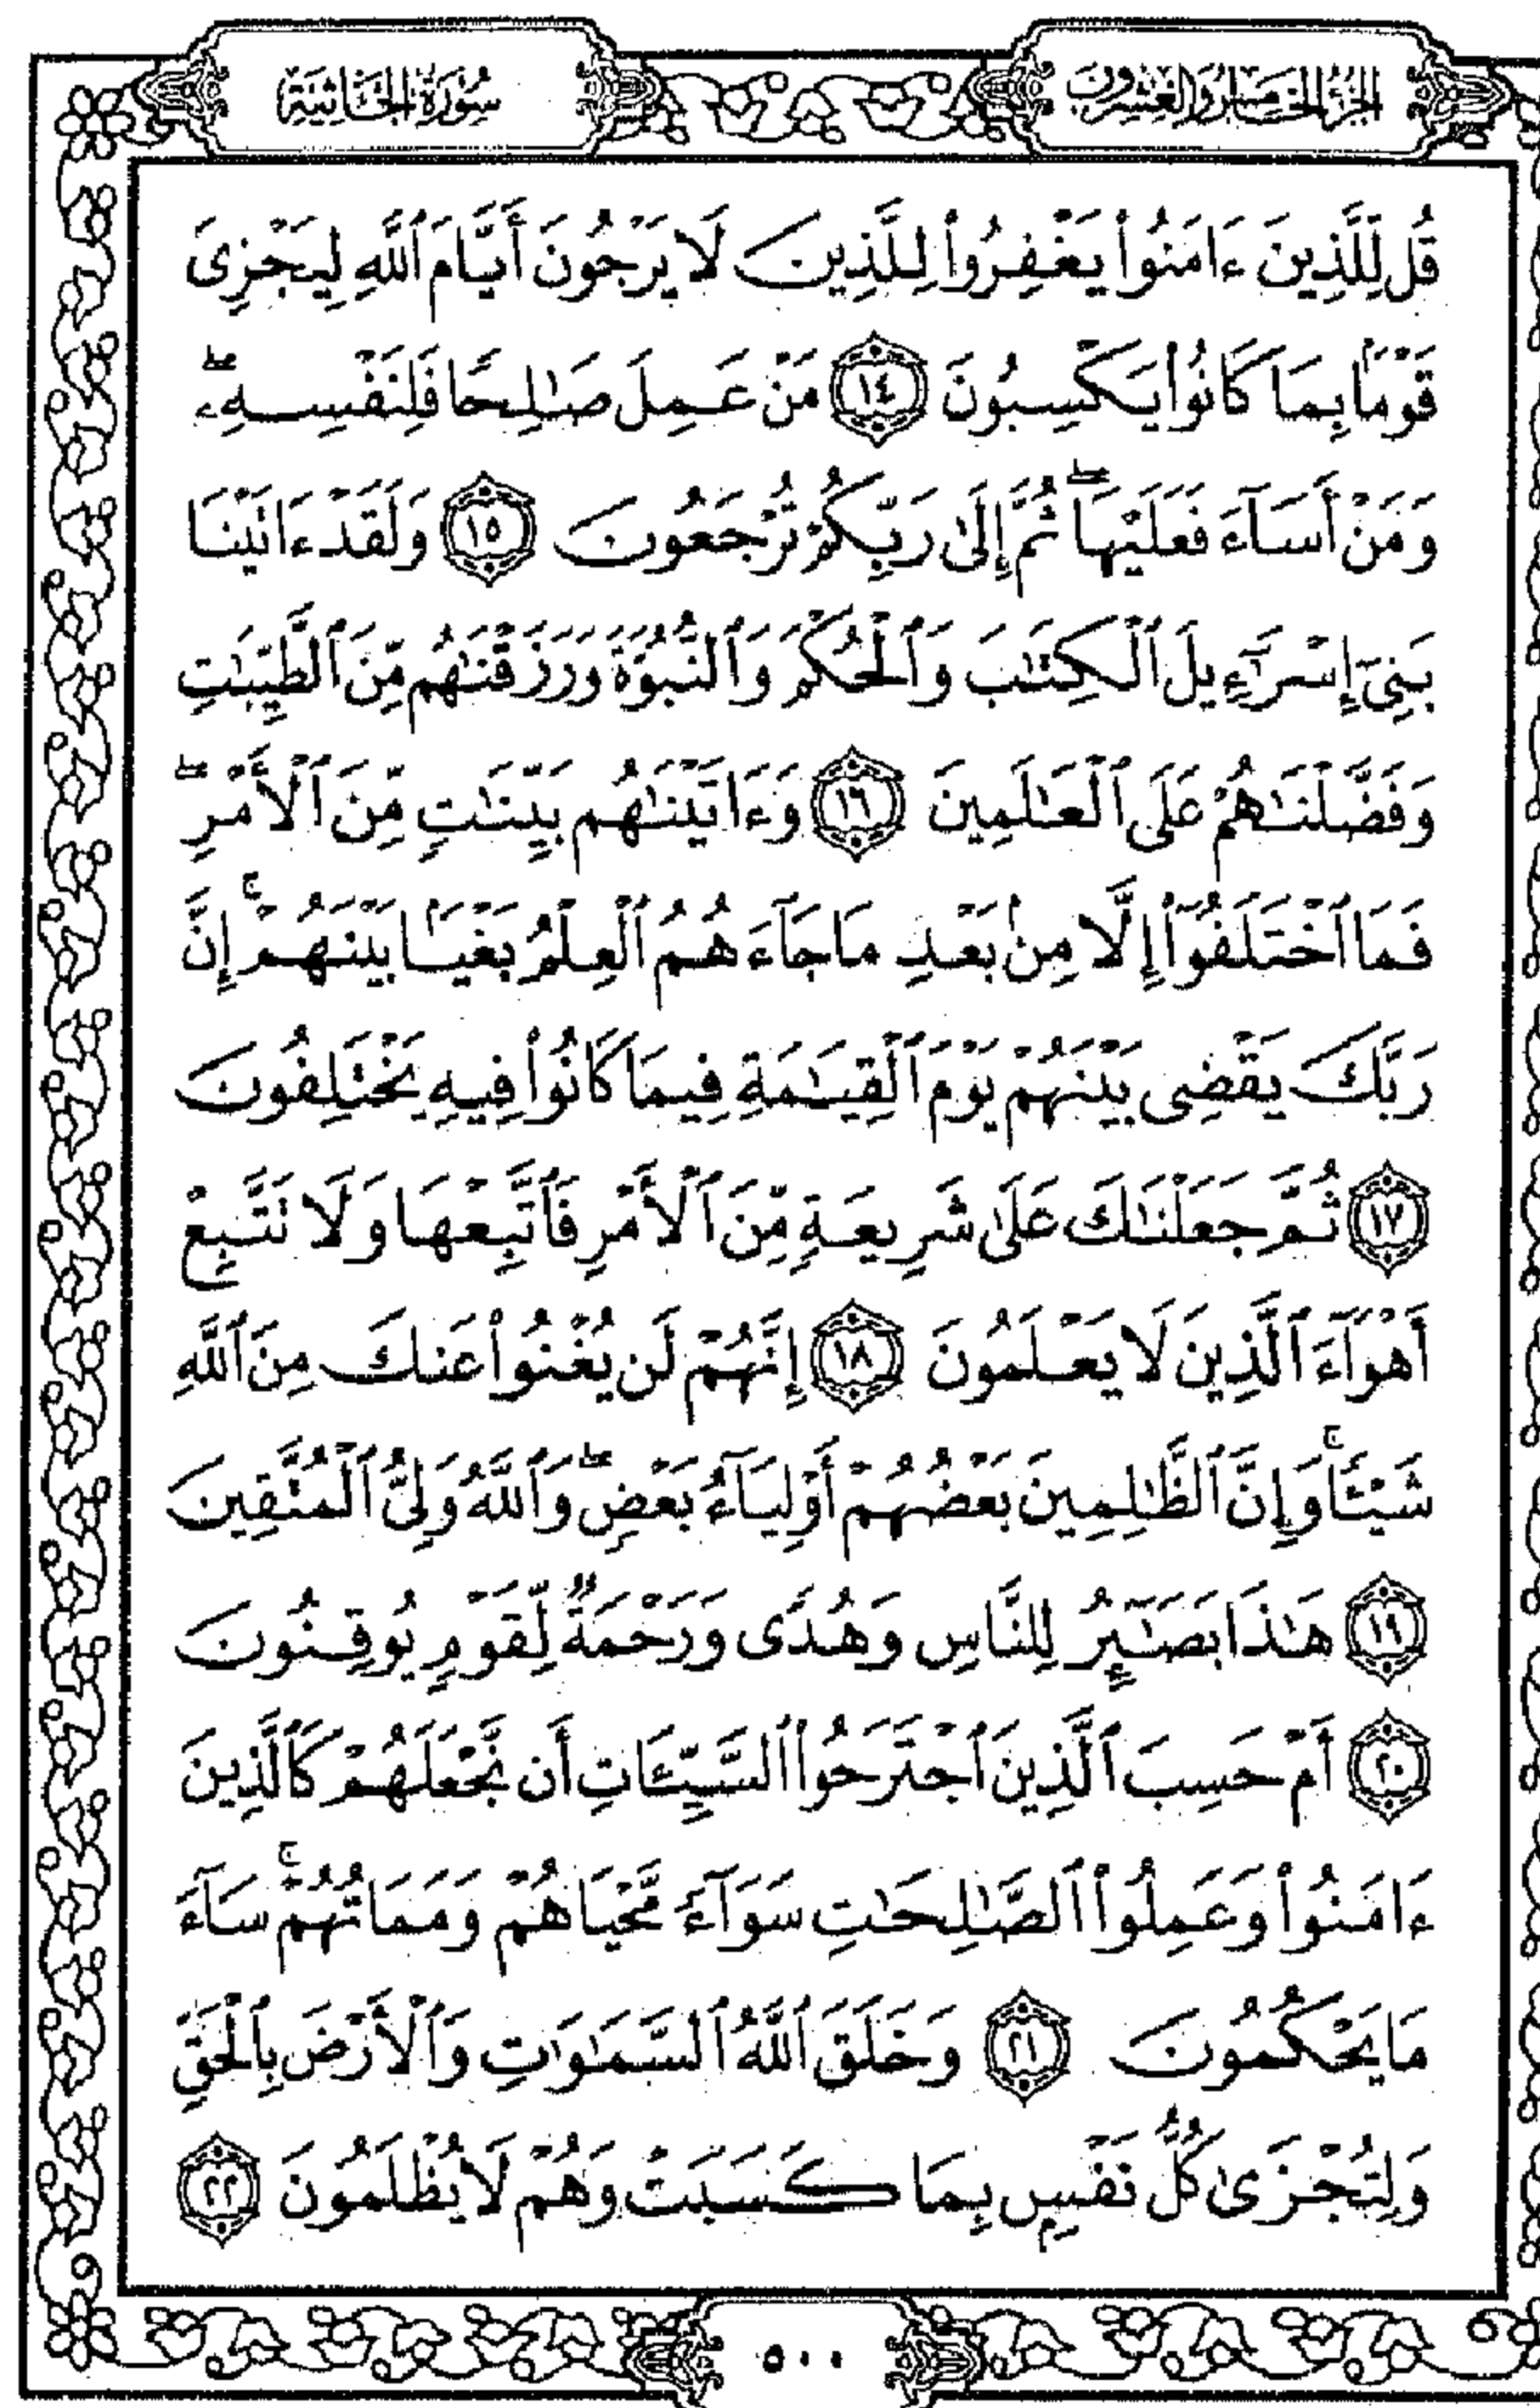 الجزء الخامس والعشرون
سُورَةُ الجَاثِيَةِ
قُل لِّلَّذِينَ ءَامَنُوا۟ يَغْفِرُوا۟ لِلَّذِينَ لَا يَرْجُونَ أَيَّامَ ٱللَّهِ لِيَجْزِىَ
قَوْمًۢا بِمَا كَانُوا۟ يَكْسِبُونَ ١٤ مَنْ عَمِلَ صَٰلِحًا فَلِنَفْسِهِۦ ۖ
وَمَنْ أَسَآءَ فَعَلَيْهَا ۖ ثُمَّ إِلَىٰ رَبِّكُمْ تُرْجَعُونَ ١٥ وَلَقَدْ ءَاتَيْنَا
بَنِىٓ إِسْرَٰٓءِيلَ ٱلْكِتَٰبَ وَٱلْحُكْمَ وَٱلنُّبُوَّةَ وَرَزَقْنَٰهُم مِّنَ ٱلطَّيِّبَٰتِ
وَفَضَّلْنَٰهُمْ عَلَى ٱلْعَٰلَمِينَ ١٦ وَءَاتَيْنَٰهُم بَيِّنَٰتٍ مِّنَ ٱلْأَمْرِ ۖ
فَمَا ٱخْتَلَفُوٓا۟ إِلَّا مِنۢ بَعْدِ مَا جَآءَهُمُ ٱلْعِلْمُ بَغْيًۢا بَيْنَهُمْ ۚ إِنَّ
رَبَّكَ يَقْضِى بَيْنَهُمْ يَوْمَ ٱلْقِيَٰمَةِ فِيمَا كَانُوا۟ فِيهِ يَخْتَلِفُونَ
١٧ ثُمَّ جَعَلْنَٰكَ عَلَىٰ شَرِيعَةٍ مِّنَ ٱلْأَمْرِ فَٱتَّبِعْهَا وَلَا نَتَّبِعْ
أَهْوَآءَ ٱلَّذِينَ لَا يَعْلَمُونَ ١٨ إِنَّهُمْ لَن يُغْنُوا۟ عَنكَ مِنَ ٱللَّهِ
شَيْـًٔا ۚ وَإِنَّ ٱلظَّٰلِمِينَ بَعْضُهُمْ أَوْلِيَآءُ بَعْضٍ ۖ وَٱللَّهُ وَلِىُّ ٱلْمُتَّقِينَ
١٩ هَٰذَا بَصَٰٓئِرُ لِلنَّاسِ وَهُدًى وَرَحْمَةٌ لِّقَوْمٍ يُوقِنُونَ
٢٠ أَمْ حَسِبَ ٱلَّذِينَ ٱجْتَرَحُوا۟ ٱلسَّيِّـَٔاتِ أَن نَّجْعَلَهُمْ كَٱلَّذِينَ
ءَامَنُوا۟ وَعَمِلُوا۟ ٱلصَّٰلِحَٰتِ سَوَآءً مَّحْيَاهُمْ وَمَمَاتُهُمْ ۚ سَآءَ
مَا يَحْكُمُونَ ٢١ وَخَلَقَ ٱللَّهُ ٱلسَّمَٰوَٰتِ وَٱلْأَرْضَ بِٱلْحَقِّ
وَلِتُجْزَىٰ كُلُّ نَفْسٍۭ بِمَا كَسَبَتْ وَهُمْ لَا يُظْلَمُونَ ٢٢
٥٠٠